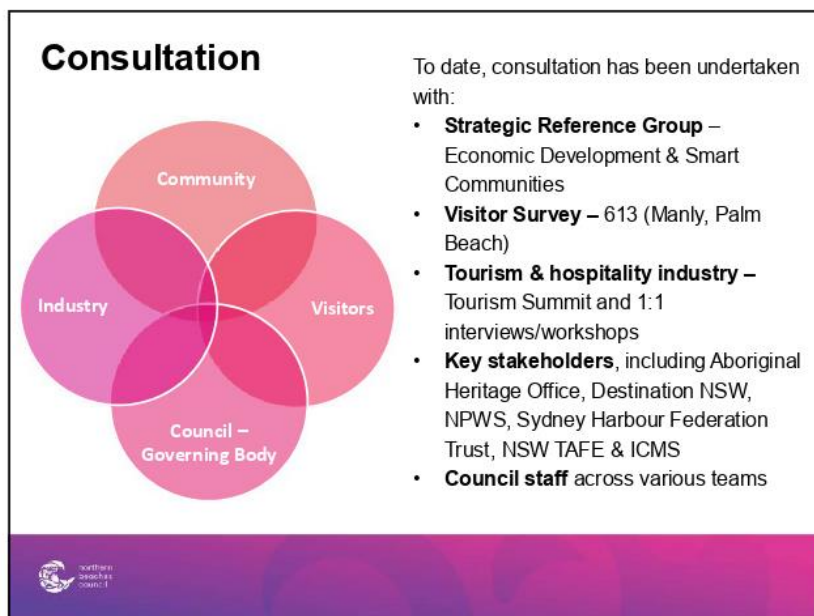 Consultation
Community
Industry
Visitors
Council –
Governing Body
To date, consultation has been undertaken
with:
• Strategic Reference Group –
Economic Development & Smart
Communities
• Visitor Survey – 613 (Manly, Palm
Beach)
• Tourism & hospitality industry –
Tourism Summit and 1:1
interviews/workshops
• Key stakeholders, including Aboriginal
Heritage Office, Destination NSW,
NPWS, Sydney Harbour Federation
Trust, NSW TAFE & ICMS
• Council staff across various teams
northern
beaches
council